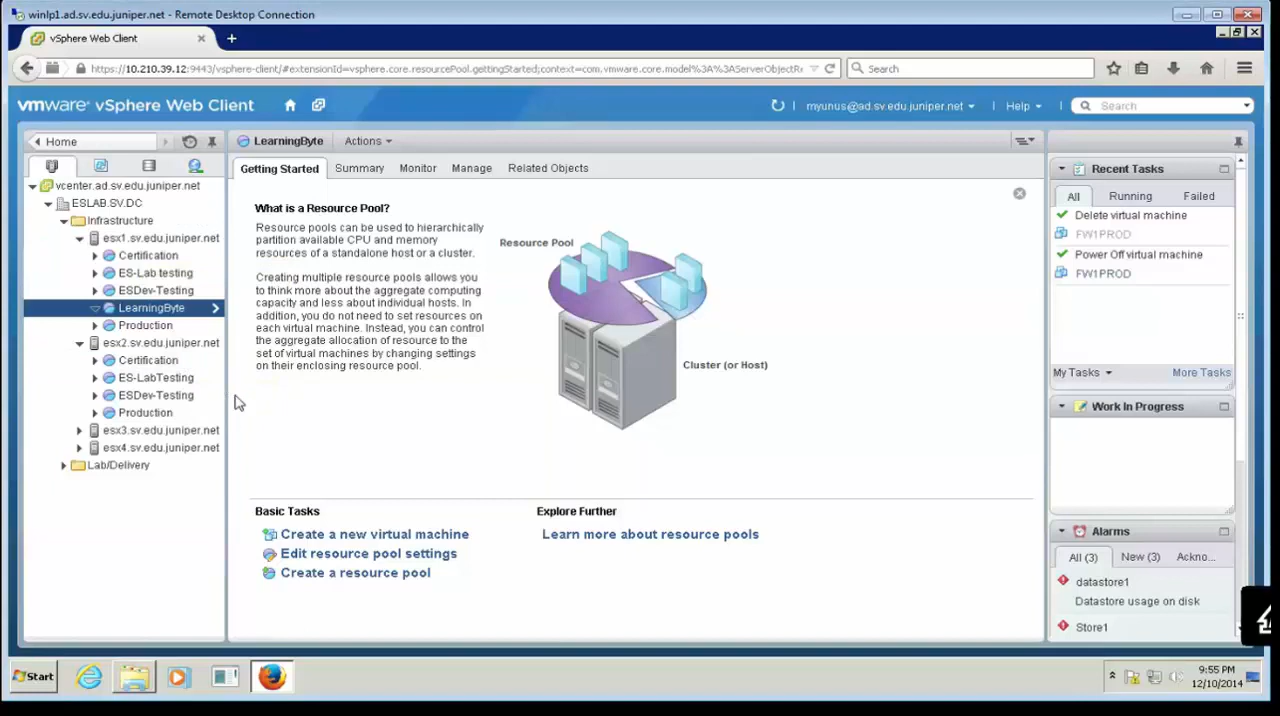 winlp1.ad.sv.edu.juniper.net - Remote Desktop Connection
vSphere Web Client
https://10.210.39.12:9443/vsphere-client/#extensionId=vsphere.core.resourcePool.gettingStarted;context=com.vmware.core.model%3A%3AServerObjectRe
Search
vmware® vSphere Web Client
myunus@ad.sv.edu.juniper.net
Help
Search
Home
LearningByte
Actions
Getting Started
Summary
Monitor
Manage
Related Objects
vcenter.ad.sv.edu.juniper.net
ESLAB.SV.DC
Infrastructure
esx1.sv.edu.juniper.net
Certification
ES-Lab testing
ESDev-Testing
LearningByte
Production
esx2.sv.edu.juniper.net
Certification
ES-LabTesting
ESDev-Testing
Production
esx3.sv.edu.juniper.net
esx4.sv.edu.juniper.net
Lab/Delivery
What is a Resource Pool?
Resource pools can be used to hierarchically
partition available CPU and memory
resources of a standalone host or a cluster.
Creating multiple resource pools allows you
to think more about the aggregate computing
capacity and less about individual hosts. In
addition, you do not need to set resources on
each virtual machine. Instead, you can control
the aggregate allocation of resource to the
set of virtual machines by changing settings
on their enclosing resource pool.
Resource Pool
Cluster (or Host)
Basic Tasks
Create a new virtual machine
Edit resource pool settings
Create a resource pool
Explore Further
Learn more about resource pools
Recent Tasks
All
Running
Failed
Delete virtual machine
FW1PROD
Power Off virtual machine
FW1PROD
My Tasks
More Tasks
Work In Progress
Alarms
All (3)
New (3)
Ackno...
datastore1
Datastore usage on disk
Store1
Start
9:55 PM
12/10/2014